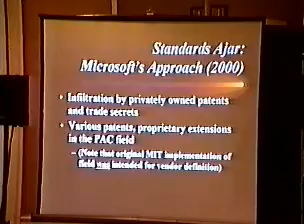 Standards Ajar:
Microsoft's Approach (2000)
• Infiltration by privately owned patents
and trade secrets
• Various patents, proprietary extensions
in the PAC field
– (Note that original MIT implementation of
field was intended for vendor definition)